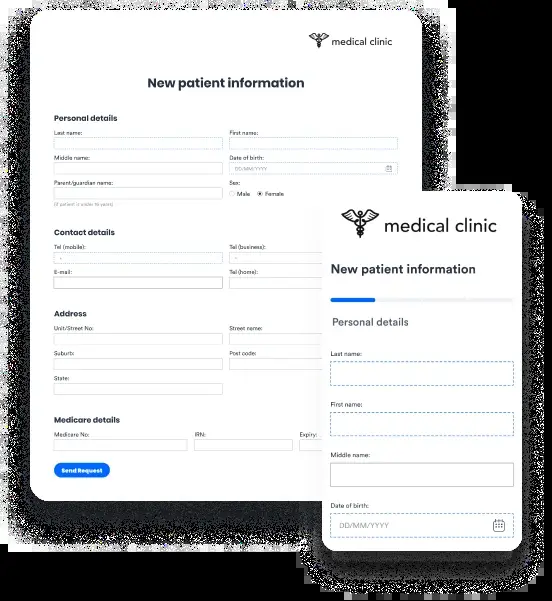 medical clinic
New patient information
Personal details
Last name: First name:
Middle name: Date of birth:
DD/MM/YYYY
Parent/guardian name: Sex:
Male Female
(if patient is under 16 years)
Contact details
Tel (mobile): Tel (business):
E-mail: Tel (home):
Address
Unit/Street No: Street name:
Suburb: Post code:
State:
Medicare details
Medicare No: IRN: Expiry:
Send Request
medical clinic
New patient information
Personal details
Last name:
First name:
Middle name:
Date of birth:
DD/MM/YYYY